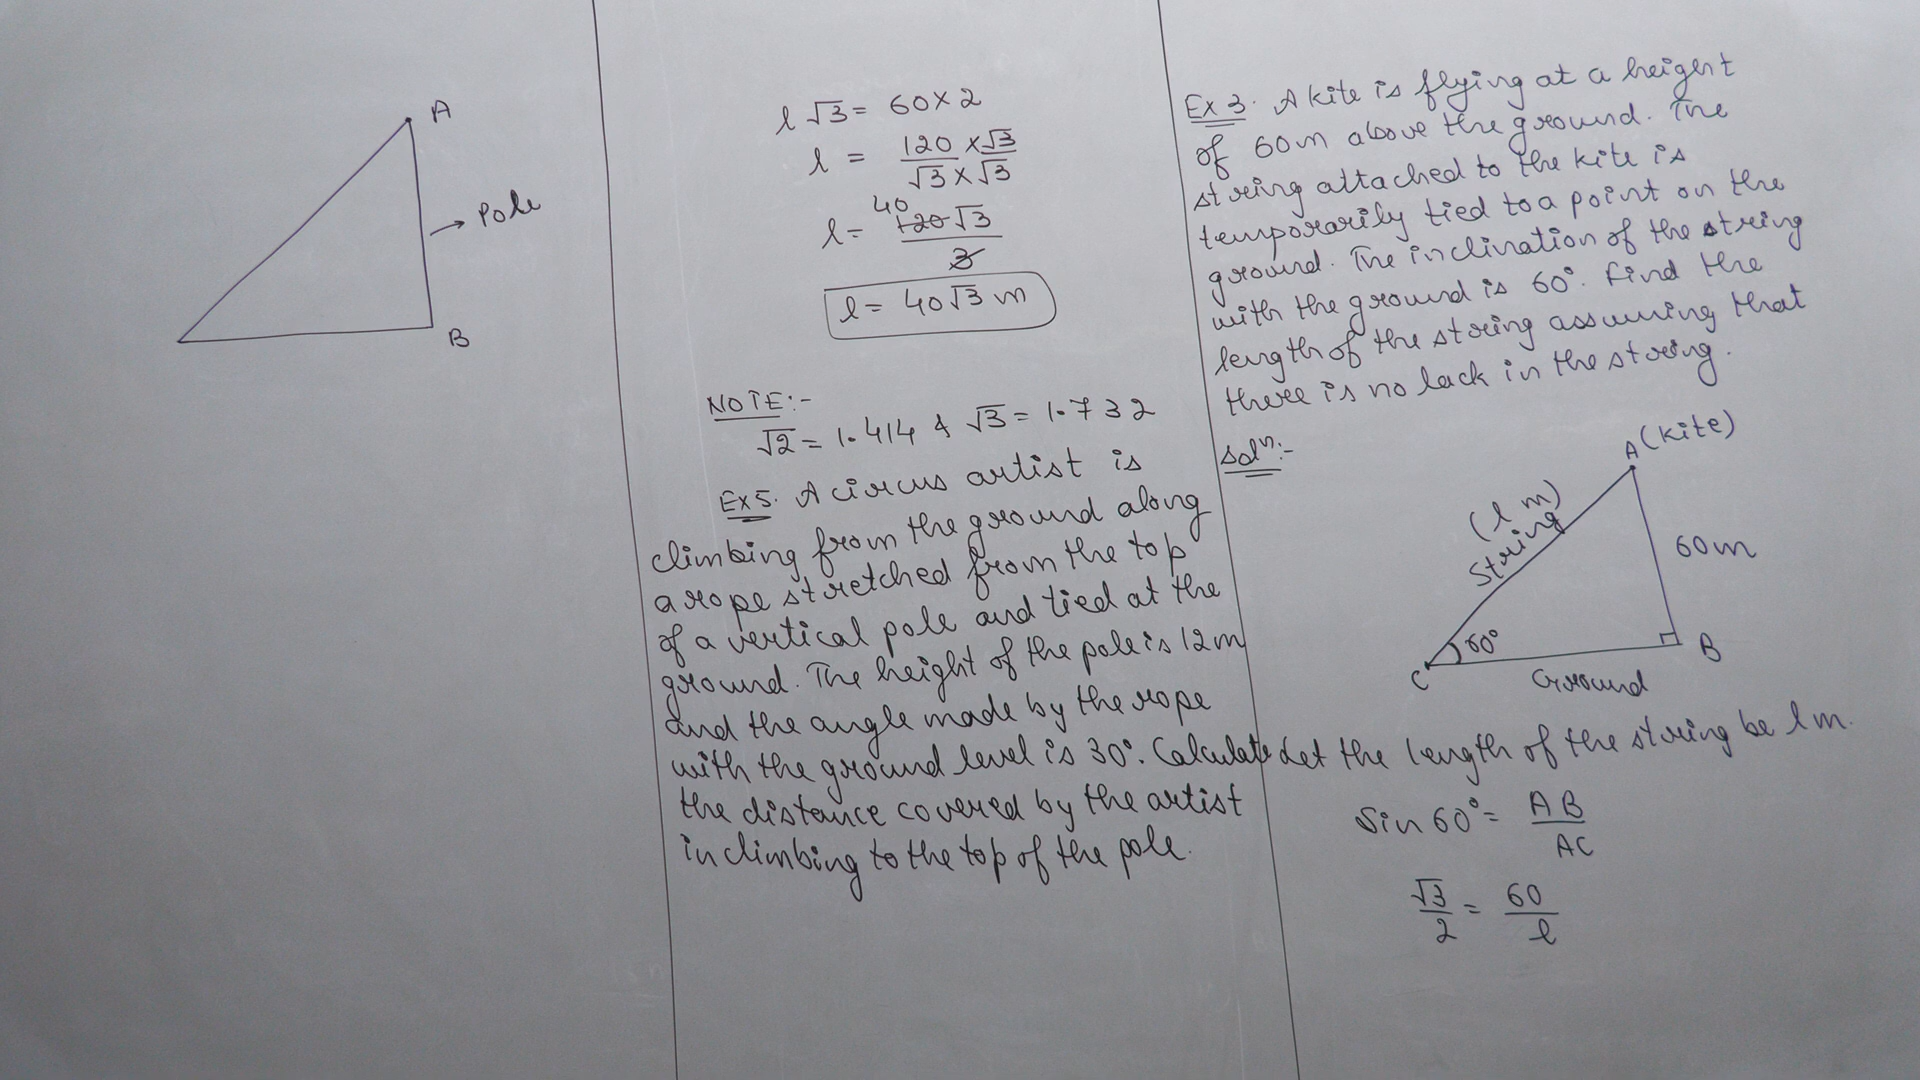 A
Pole
B
l√3 = 60×2
l = 120 ×√3 / √3×√3
40
l = 120√3 / 3
l = 40√3 m
NOTE:-
√2 = 1.414 & √3 = 1.732
Ex 5. A circus artist is
climbing from the ground along
a rope stretched from the top
of a vertical pole and tied at the
ground. The height of the pole is 12m
and the angle made by the rope
with the ground level is 30°. Calculate
the distance covered by the artist
in climbing to the top of the pole.
Ex 3. A kite is flying at a height
of 60m above the ground. The
string attached to the kite is
temporarily tied to a point on the
ground. The inclination of the string
with the ground is 60°. Find the
length of the string assuming that
there is no lack in the string.
Solⁿ:-
A (Kite)
(l m)
String
60m
60°
C
B
Ground
Let the length of the string be l m.
Sin 60° = AB / AC
√3 / 2 = 60 / l